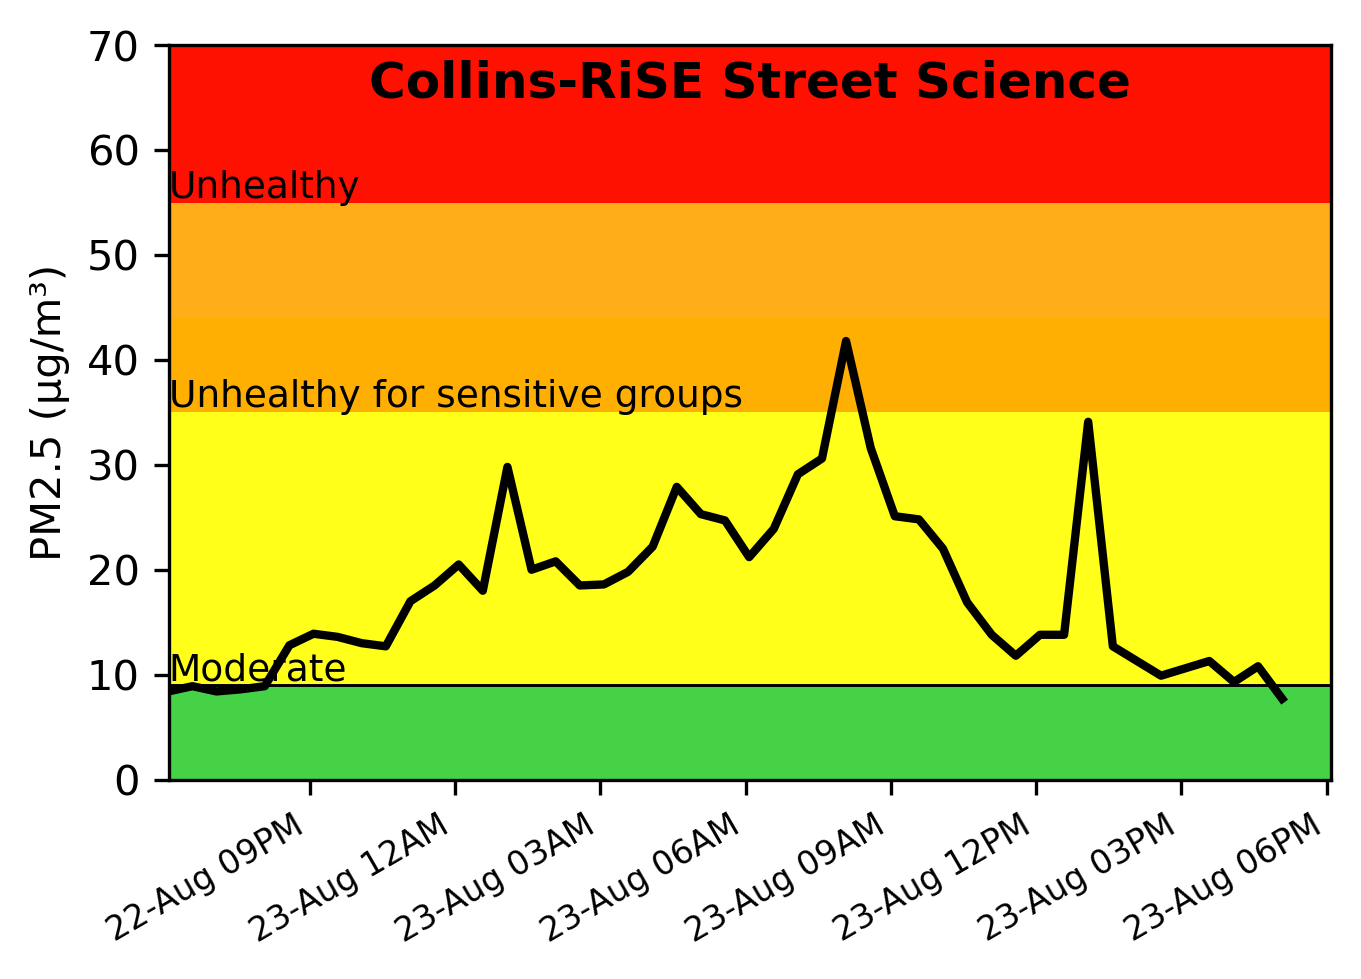 Collins-RiSE Street Science
PM2.5 (µg/m³)
70
60
Unhealthy
50
40
Unhealthy for sensitive groups
30
20
Moderate
10
0
22-Aug 09PM
23-Aug 12AM
23-Aug 03AM
23-Aug 06AM
23-Aug 09AM
23-Aug 12PM
23-Aug 03PM
23-Aug 06PM